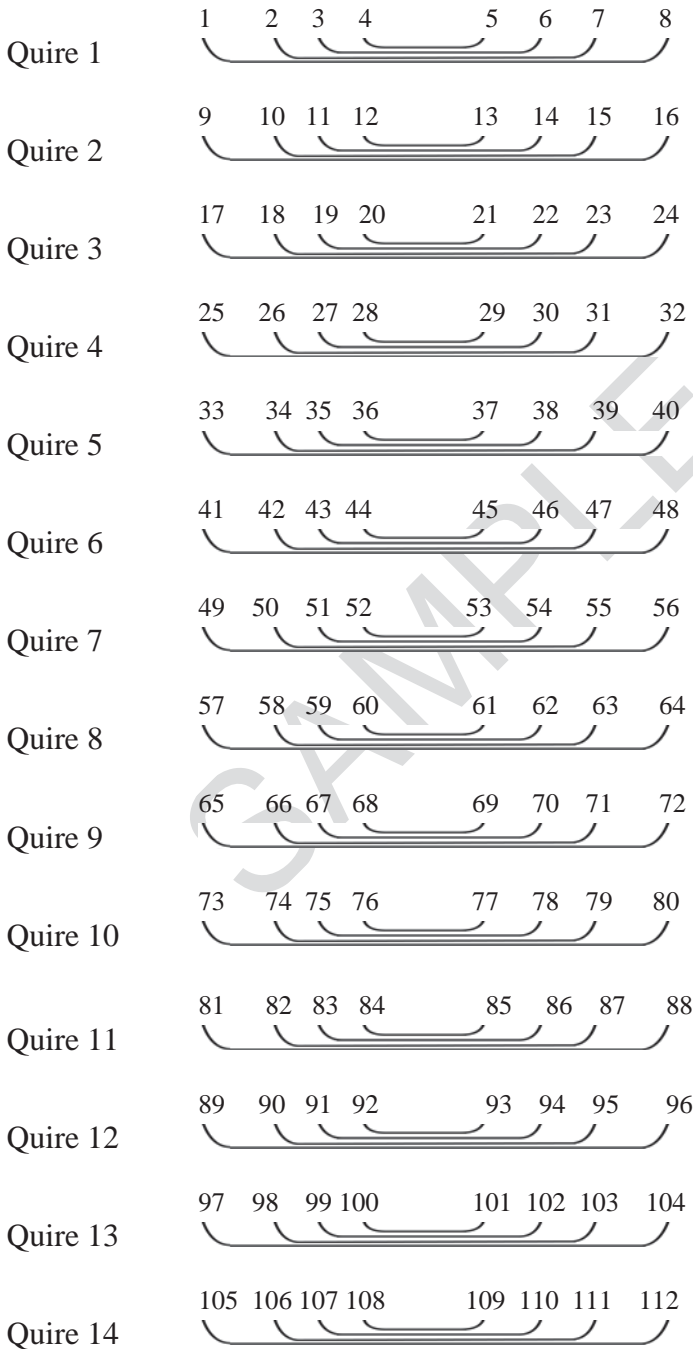 1 2 3 4 5 6 7 8
Quire 1
9 10 11 12 13 14 15 16
Quire 2
17 18 19 20 21 22 23 24
Quire 3
25 26 27 28 29 30 31 32
Quire 4
33 34 35 36 37 38 39 40
Quire 5
41 42 43 44 45 46 47 48
Quire 6
49 50 51 52 53 54 55 56
Quire 7
57 58 59 60 61 62 63 64
Quire 8
65 66 67 68 69 70 71 72
Quire 9
73 74 75 76 77 78 79 80
Quire 10
81 82 83 84 85 86 87 88
Quire 11
89 90 91 92 93 94 95 96
Quire 12
97 98 99 100 101 102 103 104
Quire 13
105 106 107 108 109 110 111 112
Quire 14
SAMPLE